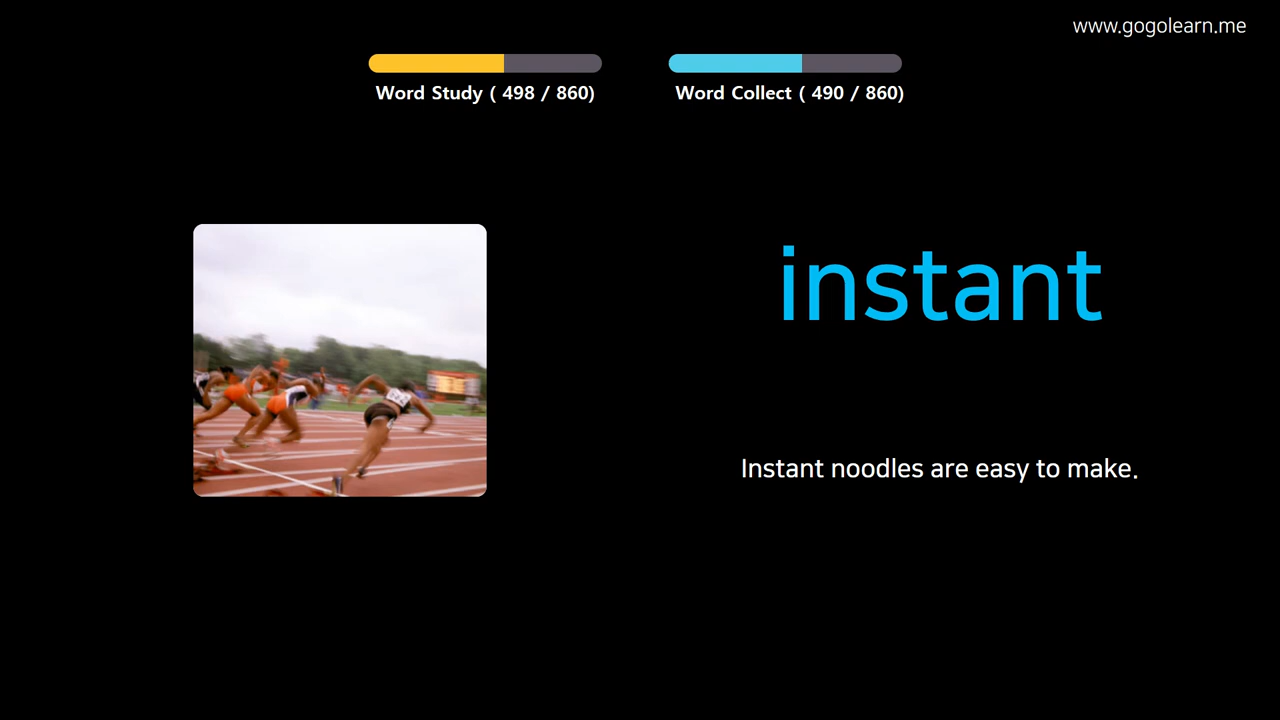 www.gogolearn.me
Word Study ( 498 / 860)
Word Collect ( 490 / 860)
instant
Instant noodles are easy to make.